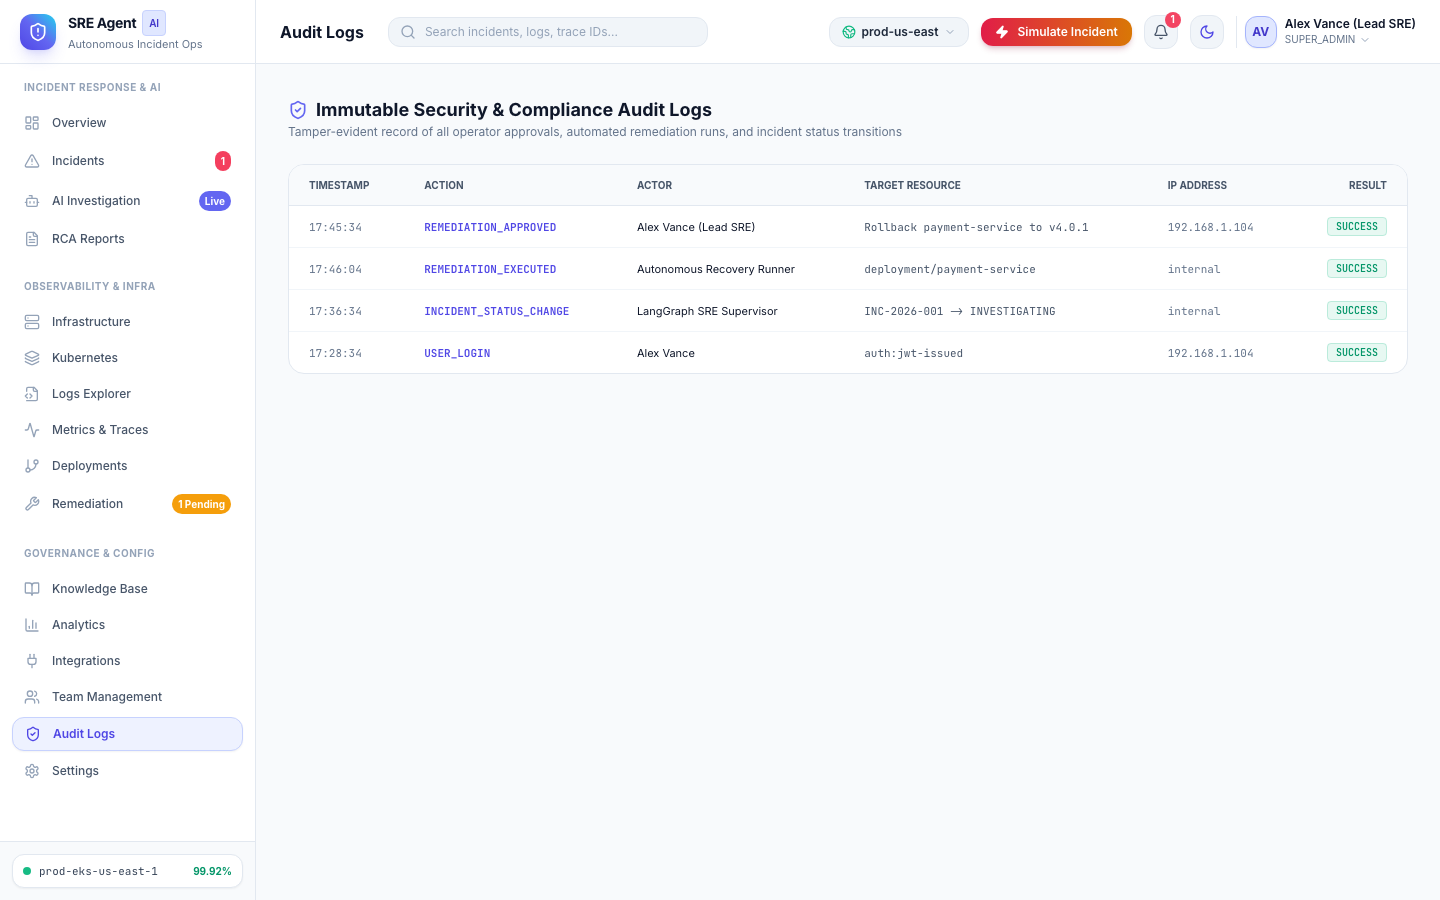 SRE Agent AI
Autonomous Incident Ops
INCIDENT RESPONSE & AI
Overview
Incidents 1
AI Investigation Live
RCA Reports
OBSERVABILITY & INFRA
Infrastructure
Kubernetes
Logs Explorer
Metrics & Traces
Deployments
Remediation 1 Pending
GOVERNANCE & CONFIG
Knowledge Base
Analytics
Integrations
Team Management
Audit Logs
Settings
prod-eks-us-east-1 99.92%
Audit Logs
Search incidents, logs, trace IDs...
prod-us-east
Simulate Incident
1
AV
Alex Vance (Lead SRE)
SUPER_ADMIN
Immutable Security & Compliance Audit Logs
Tamper-evident record of all operator approvals, automated remediation runs, and incident status transitions
TIMESTAMP ACTION ACTOR TARGET RESOURCE IP ADDRESS RESULT
17:45:34 REMEDIATION_APPROVED Alex Vance (Lead SRE) Rollback payment-service to v4.0.1 192.168.1.104 SUCCESS
17:46:04 REMEDIATION_EXECUTED Autonomous Recovery Runner deployment/payment-service internal SUCCESS
17:36:34 INCIDENT_STATUS_CHANGE LangGraph SRE Supervisor INC-2026-001 → INVESTIGATING internal SUCCESS
17:28:34 USER_LOGIN Alex Vance auth:jwt-issued 192.168.1.104 SUCCESS